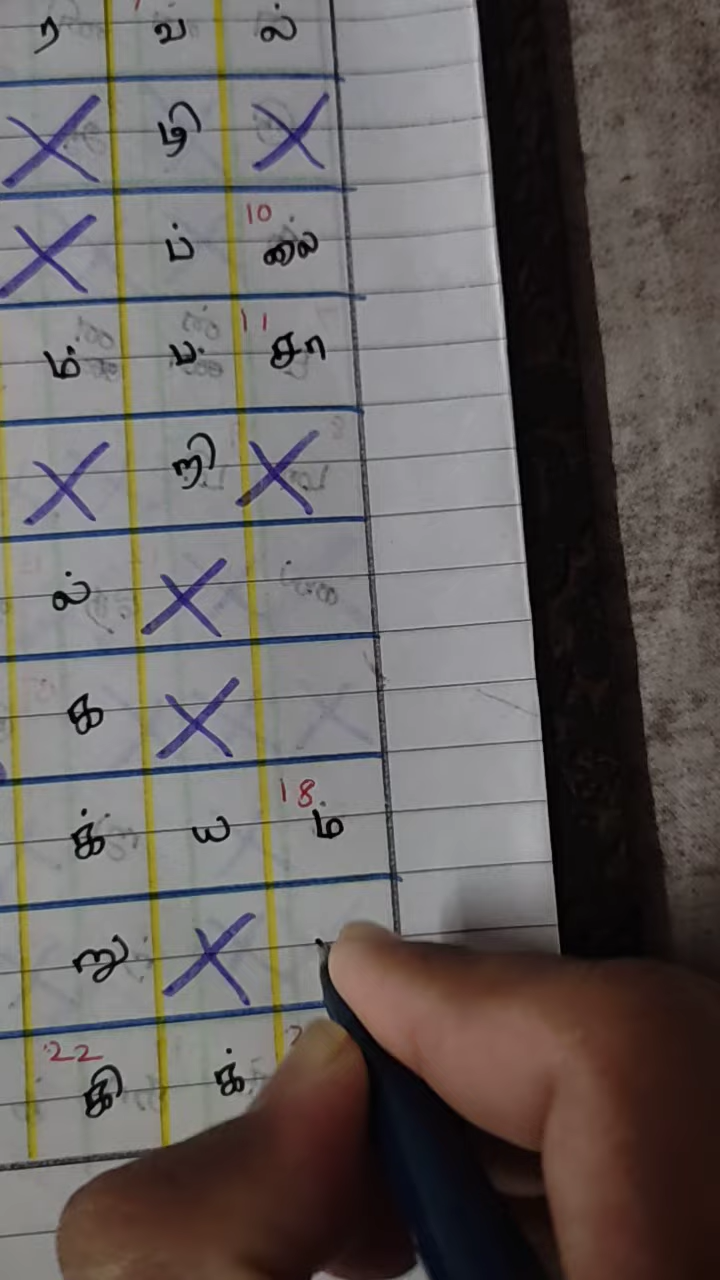 ர வ ல்
ழி
10
ப் லை
11
ம் ப் சா
றி
ல்
க
18
க் ய ம்
று
22
கி க்